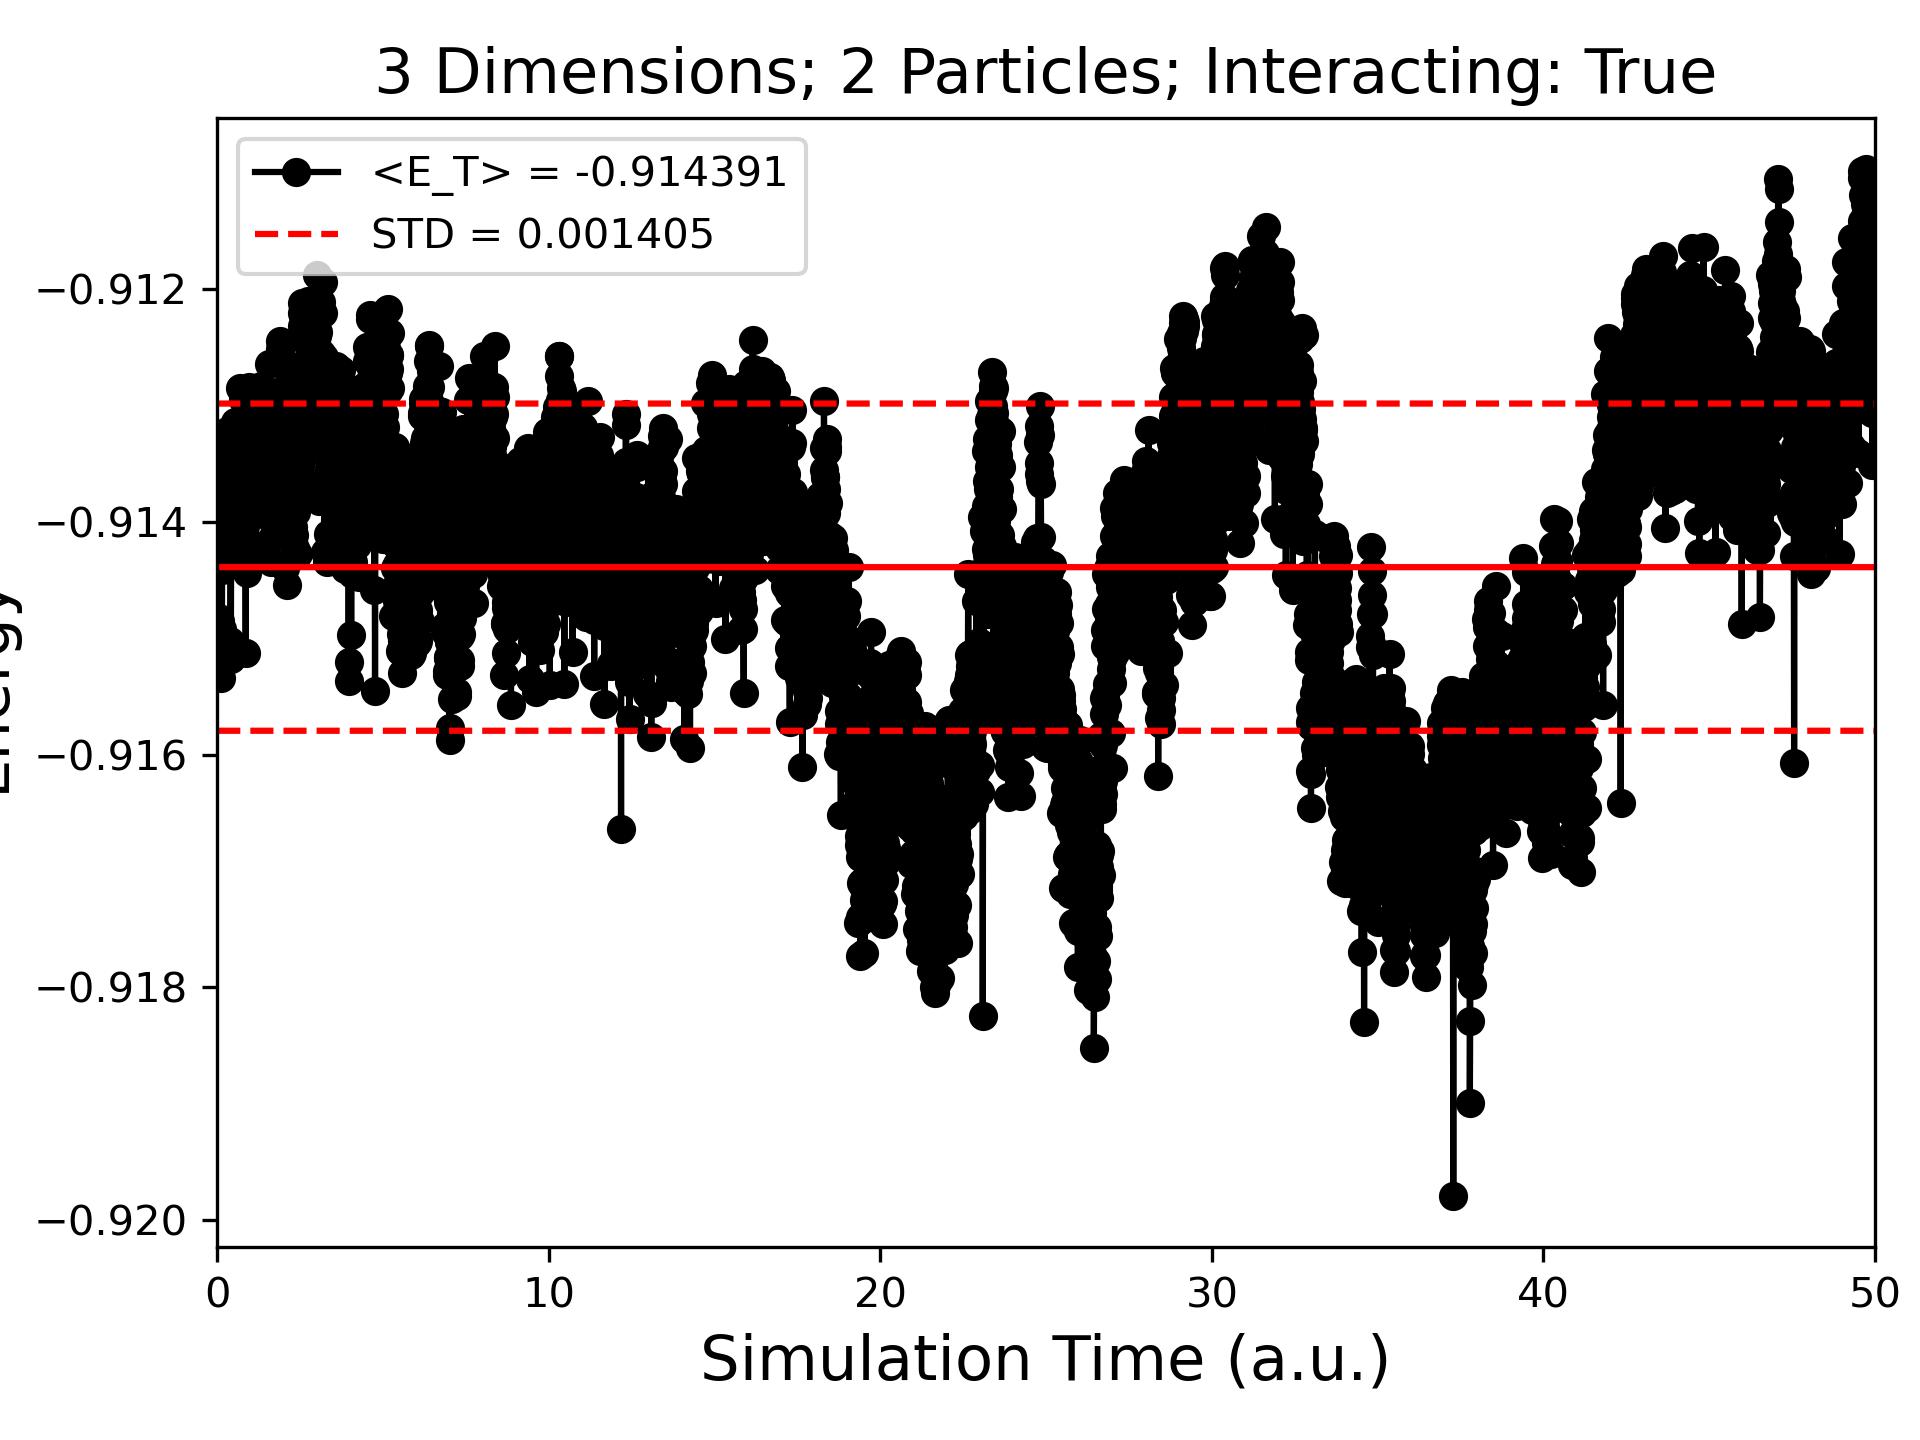 3 Dimensions; 2 Particles; Interacting: True
<E_T> = -0.914391
STD = 0.001405
Energy
−0.912
−0.914
−0.916
−0.918
−0.920
0 10 20 30 40 50
Simulation Time (a.u.)